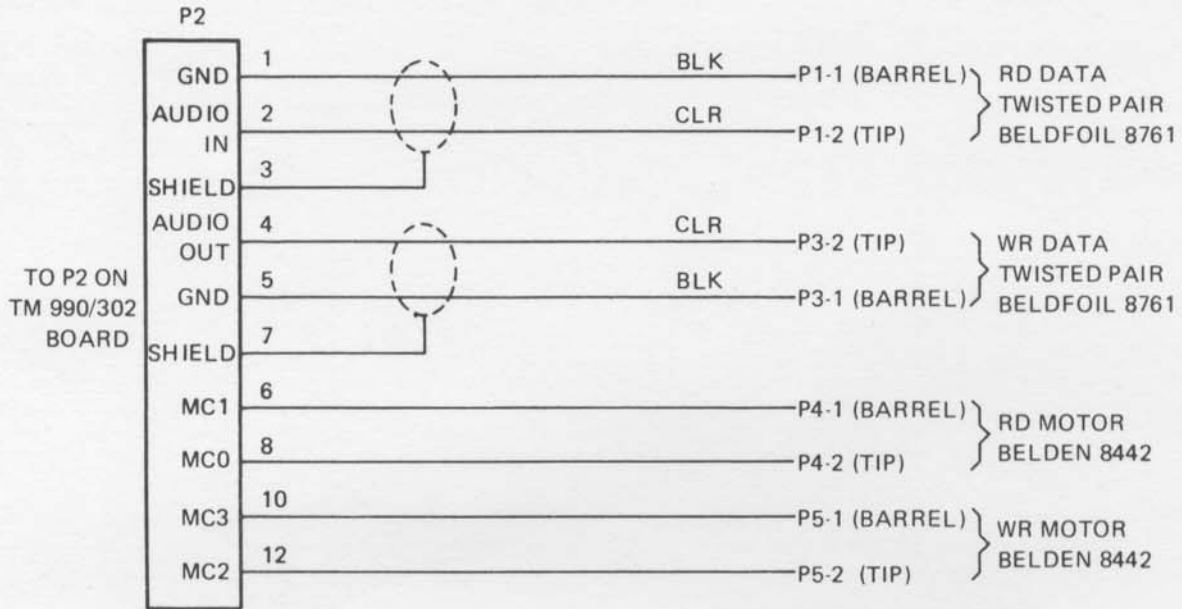 P2
GND 1 BLK P1-1 (BARREL) RD DATA
AUDIO 2 CLR P1-2 (TIP) TWISTED PAIR
IN BELDFOIL 8761
SHIELD 3
AUDIO 4 CLR P3-2 (TIP) WR DATA
OUT TWISTED PAIR
GND 5 BLK P3-1 (BARREL) BELDFOIL 8761
TO P2 ON
TM 990/302
BOARD
SHIELD 7
MC1 6 P4-1 (BARREL) RD MOTOR
MC0 8 P4-2 (TIP) BELDEN 8442
MC3 10 P5-1 (BARREL) WR MOTOR
MC2 12 P5-2 (TIP) BELDEN 8442